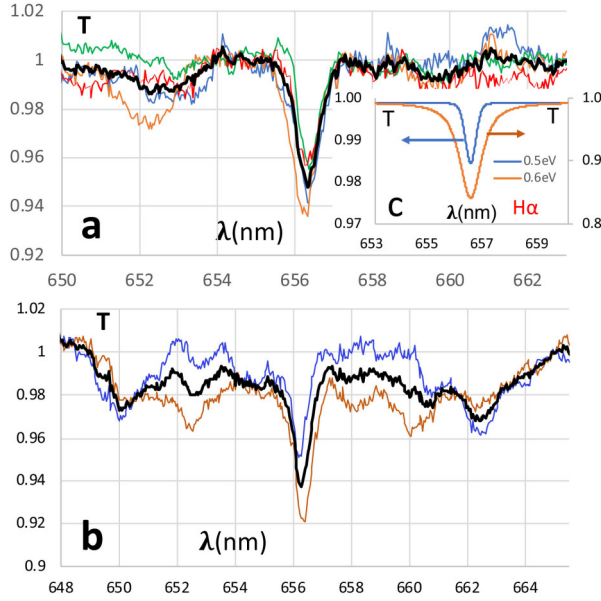 T
1.02
1
0.98
0.96
0.94
0.92
a
λ(nm)
650 652 654 656 658 660 662
1.00
0.99
0.98
0.97
T T
1.0
0.9
0.8
0.5eV
0.6eV
C λ(nm) Hα
653 655 657 659
T
1.02
1
0.98
0.96
0.94
0.92
0.9
b
λ(nm)
648 650 652 654 656 658 660 662 664